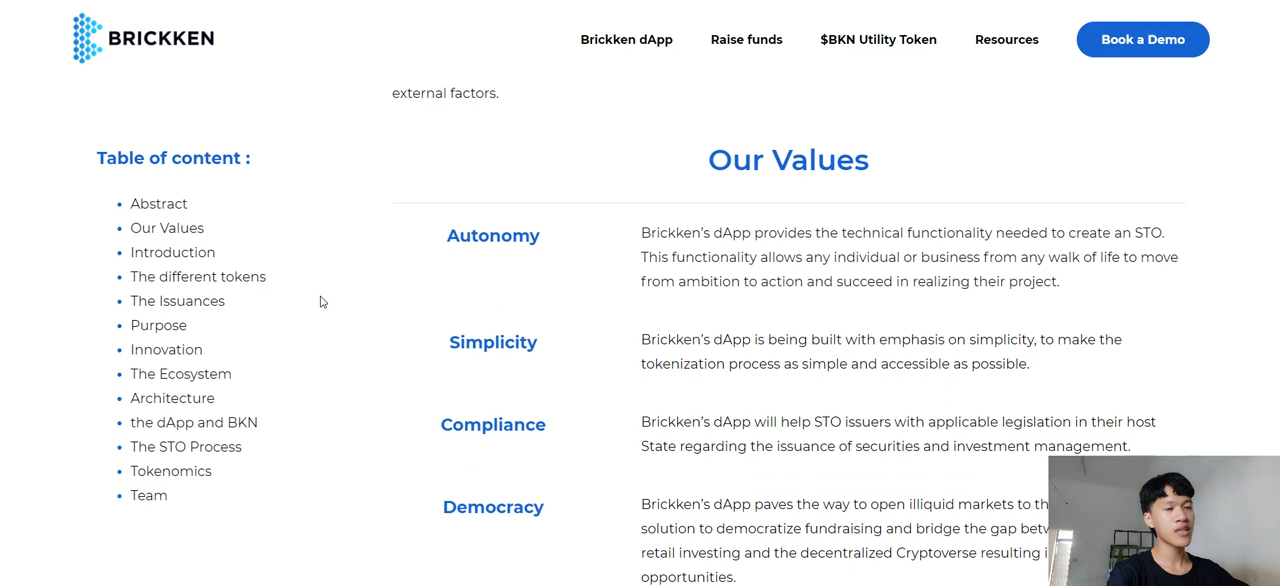 BRICKKEN
Brickken dApp
Raise funds
$BKN Utility Token
Resources
Book a Demo
external factors.
Table of content :
Abstract
Our Values
Introduction
The different tokens
The Issuances
Purpose
Innovation
The Ecosystem
Architecture
the dApp and BKN
The STO Process
Tokenomics
Team
Our Values
Autonomy
Brickken’s dApp provides the technical functionality needed to create an STO.
This functionality allows any individual or business from any walk of life to move
from ambition to action and succeed in realizing their project.
Simplicity
Brickken’s dApp is being built with emphasis on simplicity, to make the
tokenization process as simple and accessible as possible.
Compliance
Brickken’s dApp will help STO issuers with applicable legislation in their host
State regarding the issuance of securities and investment management.
Democracy
Brickken’s dApp paves the way to open illiquid markets to
solution to democratize fundraising and bridge the gap
retail investing and the decentralized Cryptoverse resulting
opportunities.